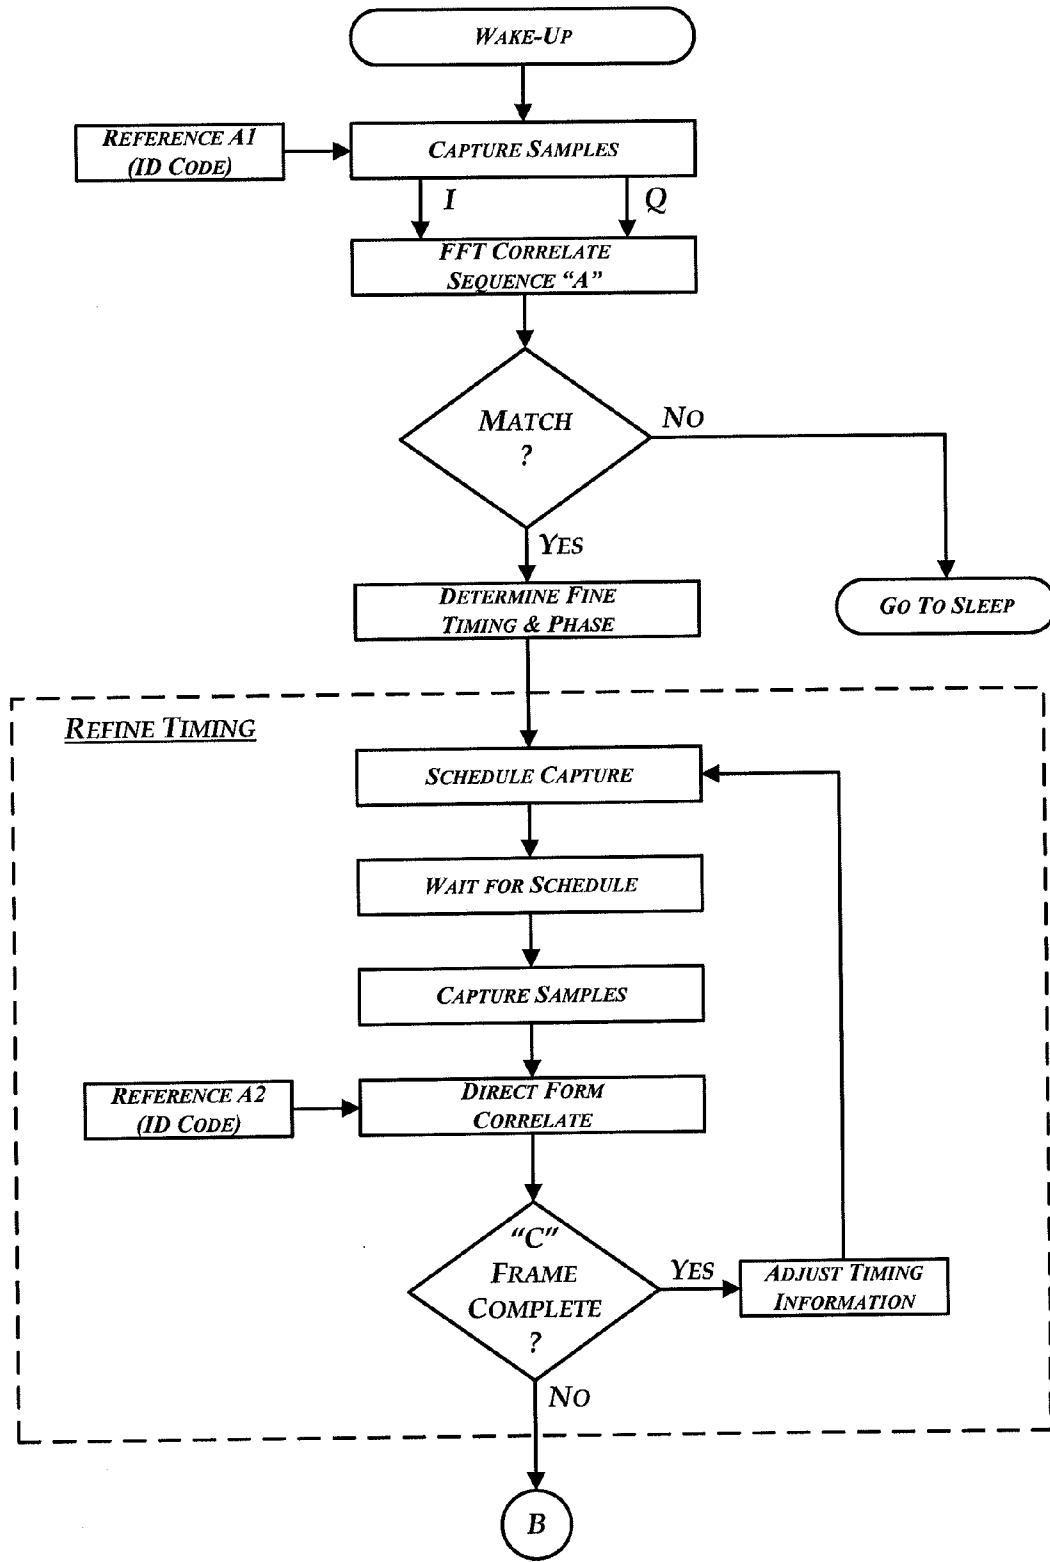 WAKE-UP
REFERENCE A1
(ID CODE)
CAPTURE SAMPLES
I
Q
FFT CORRELATE
SEQUENCE “A”
MATCH
?
NO
YES
DETERMINE FINE
TIMING & PHASE
GO TO SLEEP
REFINE TIMING
SCHEDULE CAPTURE
WAIT FOR SCHEDULE
CAPTURE SAMPLES
REFERENCE A2
(ID CODE)
DIRECT FORM
CORRELATE
“C”
FRAME
COMPLETE
?
YES
ADJUST TIMING
INFORMATION
NO
B